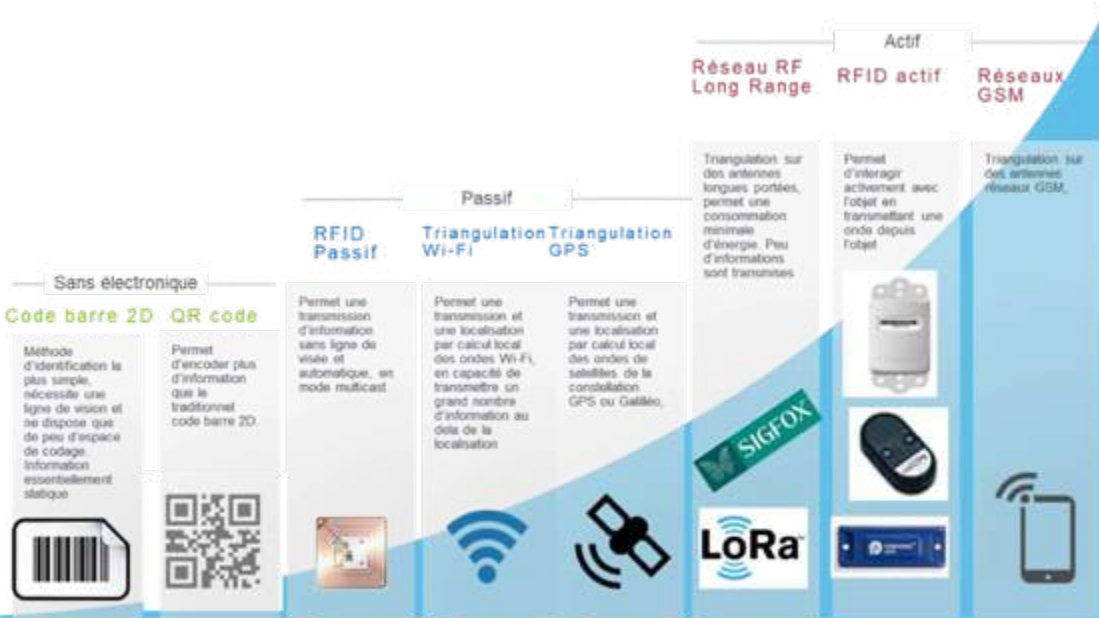 Actif
Réseau RF
Long Range
RFID actif
Réseaux
GSM
Triangulation sur
des antennes
longues portées,
permet une
consommation
minimale
d'énergie. Peu
d'informations
sont transmises
Permet
d'interagir
activement avec
l'objet en
transmettant une
onde depuis
l'objet
Triangulation sur
des antennes
réseaux GSM,
Passif
RFID
Passif
Triangulation
Wi-Fi
Triangulation
GPS
Permet une
transmission
d'information
sans ligne de
visée et
automatique, en
mode multicast
Permet une
transmission et
une localisation
par calcul local
des ondes Wi-Fi,
en capacité de
transmettre un
grand nombre
d'information au
dela de la
localisation
Permet une
transmission et
une localisation
par calcul local
des ondes de
satellites de la
constellation
GPS ou Galiléo,
Sans électronique
Code barre 2D
QR code
Méthode
d'identification la
plus simple,
nécessite une
ligne de vision et
ne dispose que
de peu d'espace
de codage.
Information
essentiellement
statique
Permet
d'encoder plus
d'information
que le
traditionnel
code barre 2D.
SIGFOX
LoRa